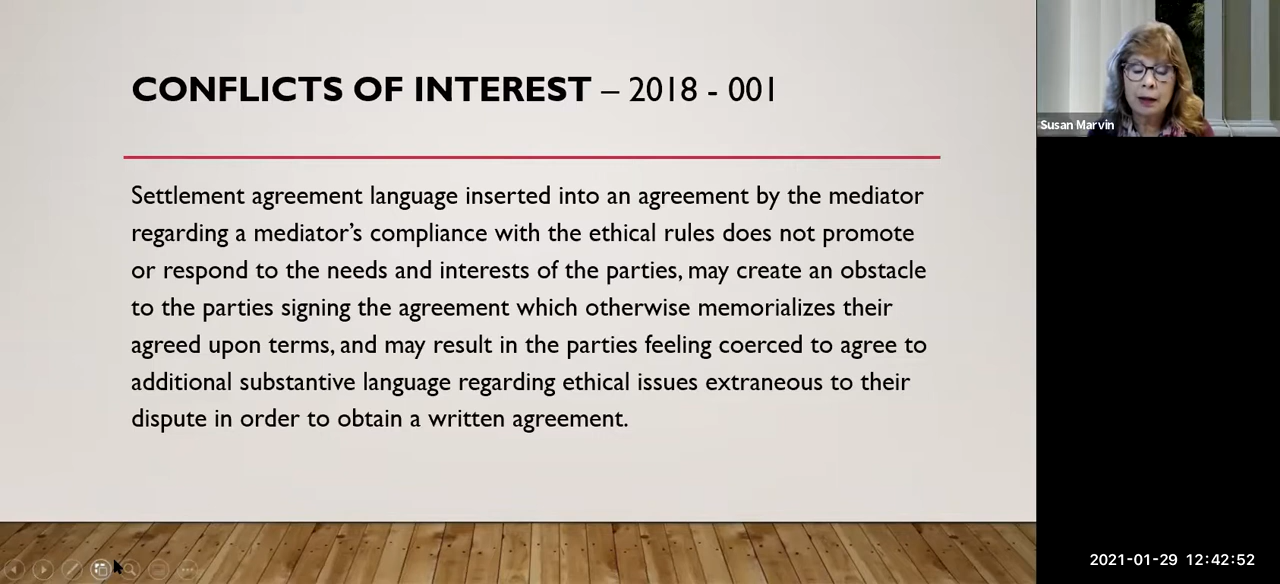 CONFLICTS OF INTEREST – 2018 - 001
Settlement agreement language inserted into an agreement by the mediator
regarding a mediator’s compliance with the ethical rules does not promote
or respond to the needs and interests of the parties, may create an obstacle
to the parties signing the agreement which otherwise memorializes their
agreed upon terms, and may result in the parties feeling coerced to agree to
additional substantive language regarding ethical issues extraneous to their
dispute in order to obtain a written agreement.
Susan Marvin
2021-01-29 12:42:52